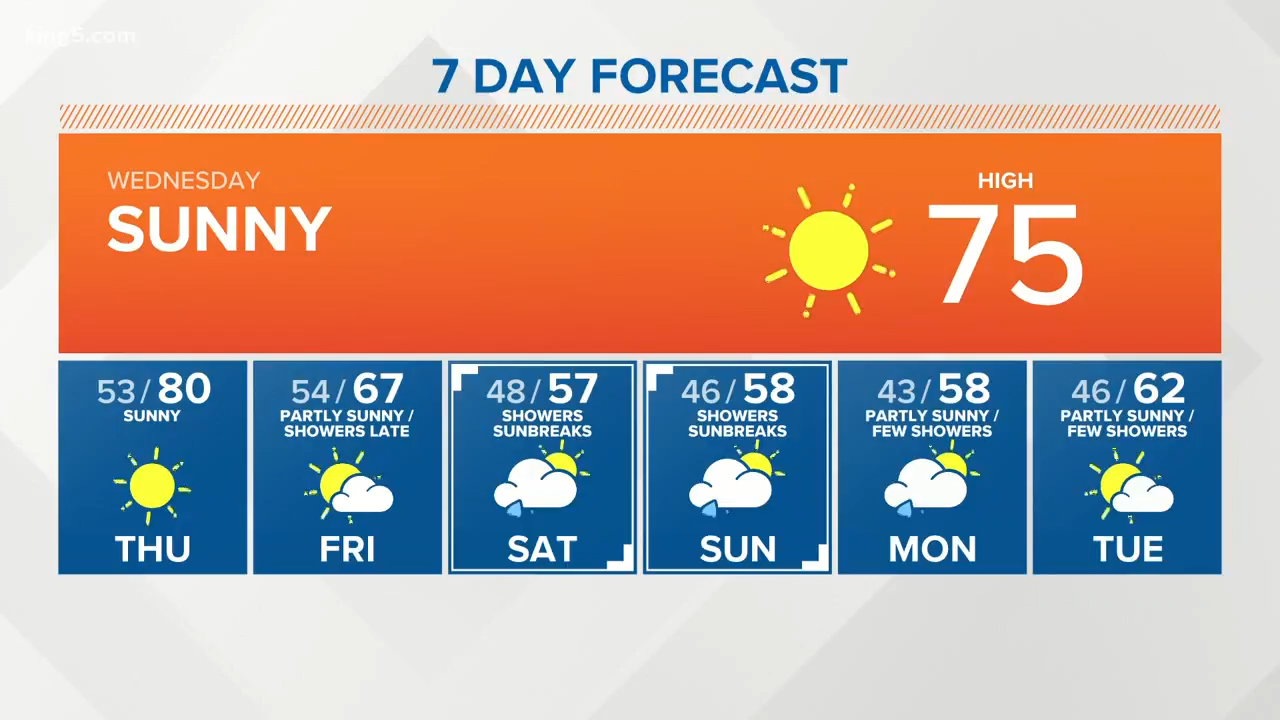 king5.com
7 DAY FORECAST
WEDNESDAY
SUNNY
HIGH
75
53 / 80
SUNNY
THU
54 / 67
PARTLY SUNNY /
SHOWERS LATE
FRI
48 / 57
SHOWERS
SUNBREAKS
SAT
46 / 58
SHOWERS
SUNBREAKS
SUN
43 / 58
PARTLY SUNNY /
FEW SHOWERS
MON
46 / 62
PARTLY SUNNY /
FEW SHOWERS
TUE